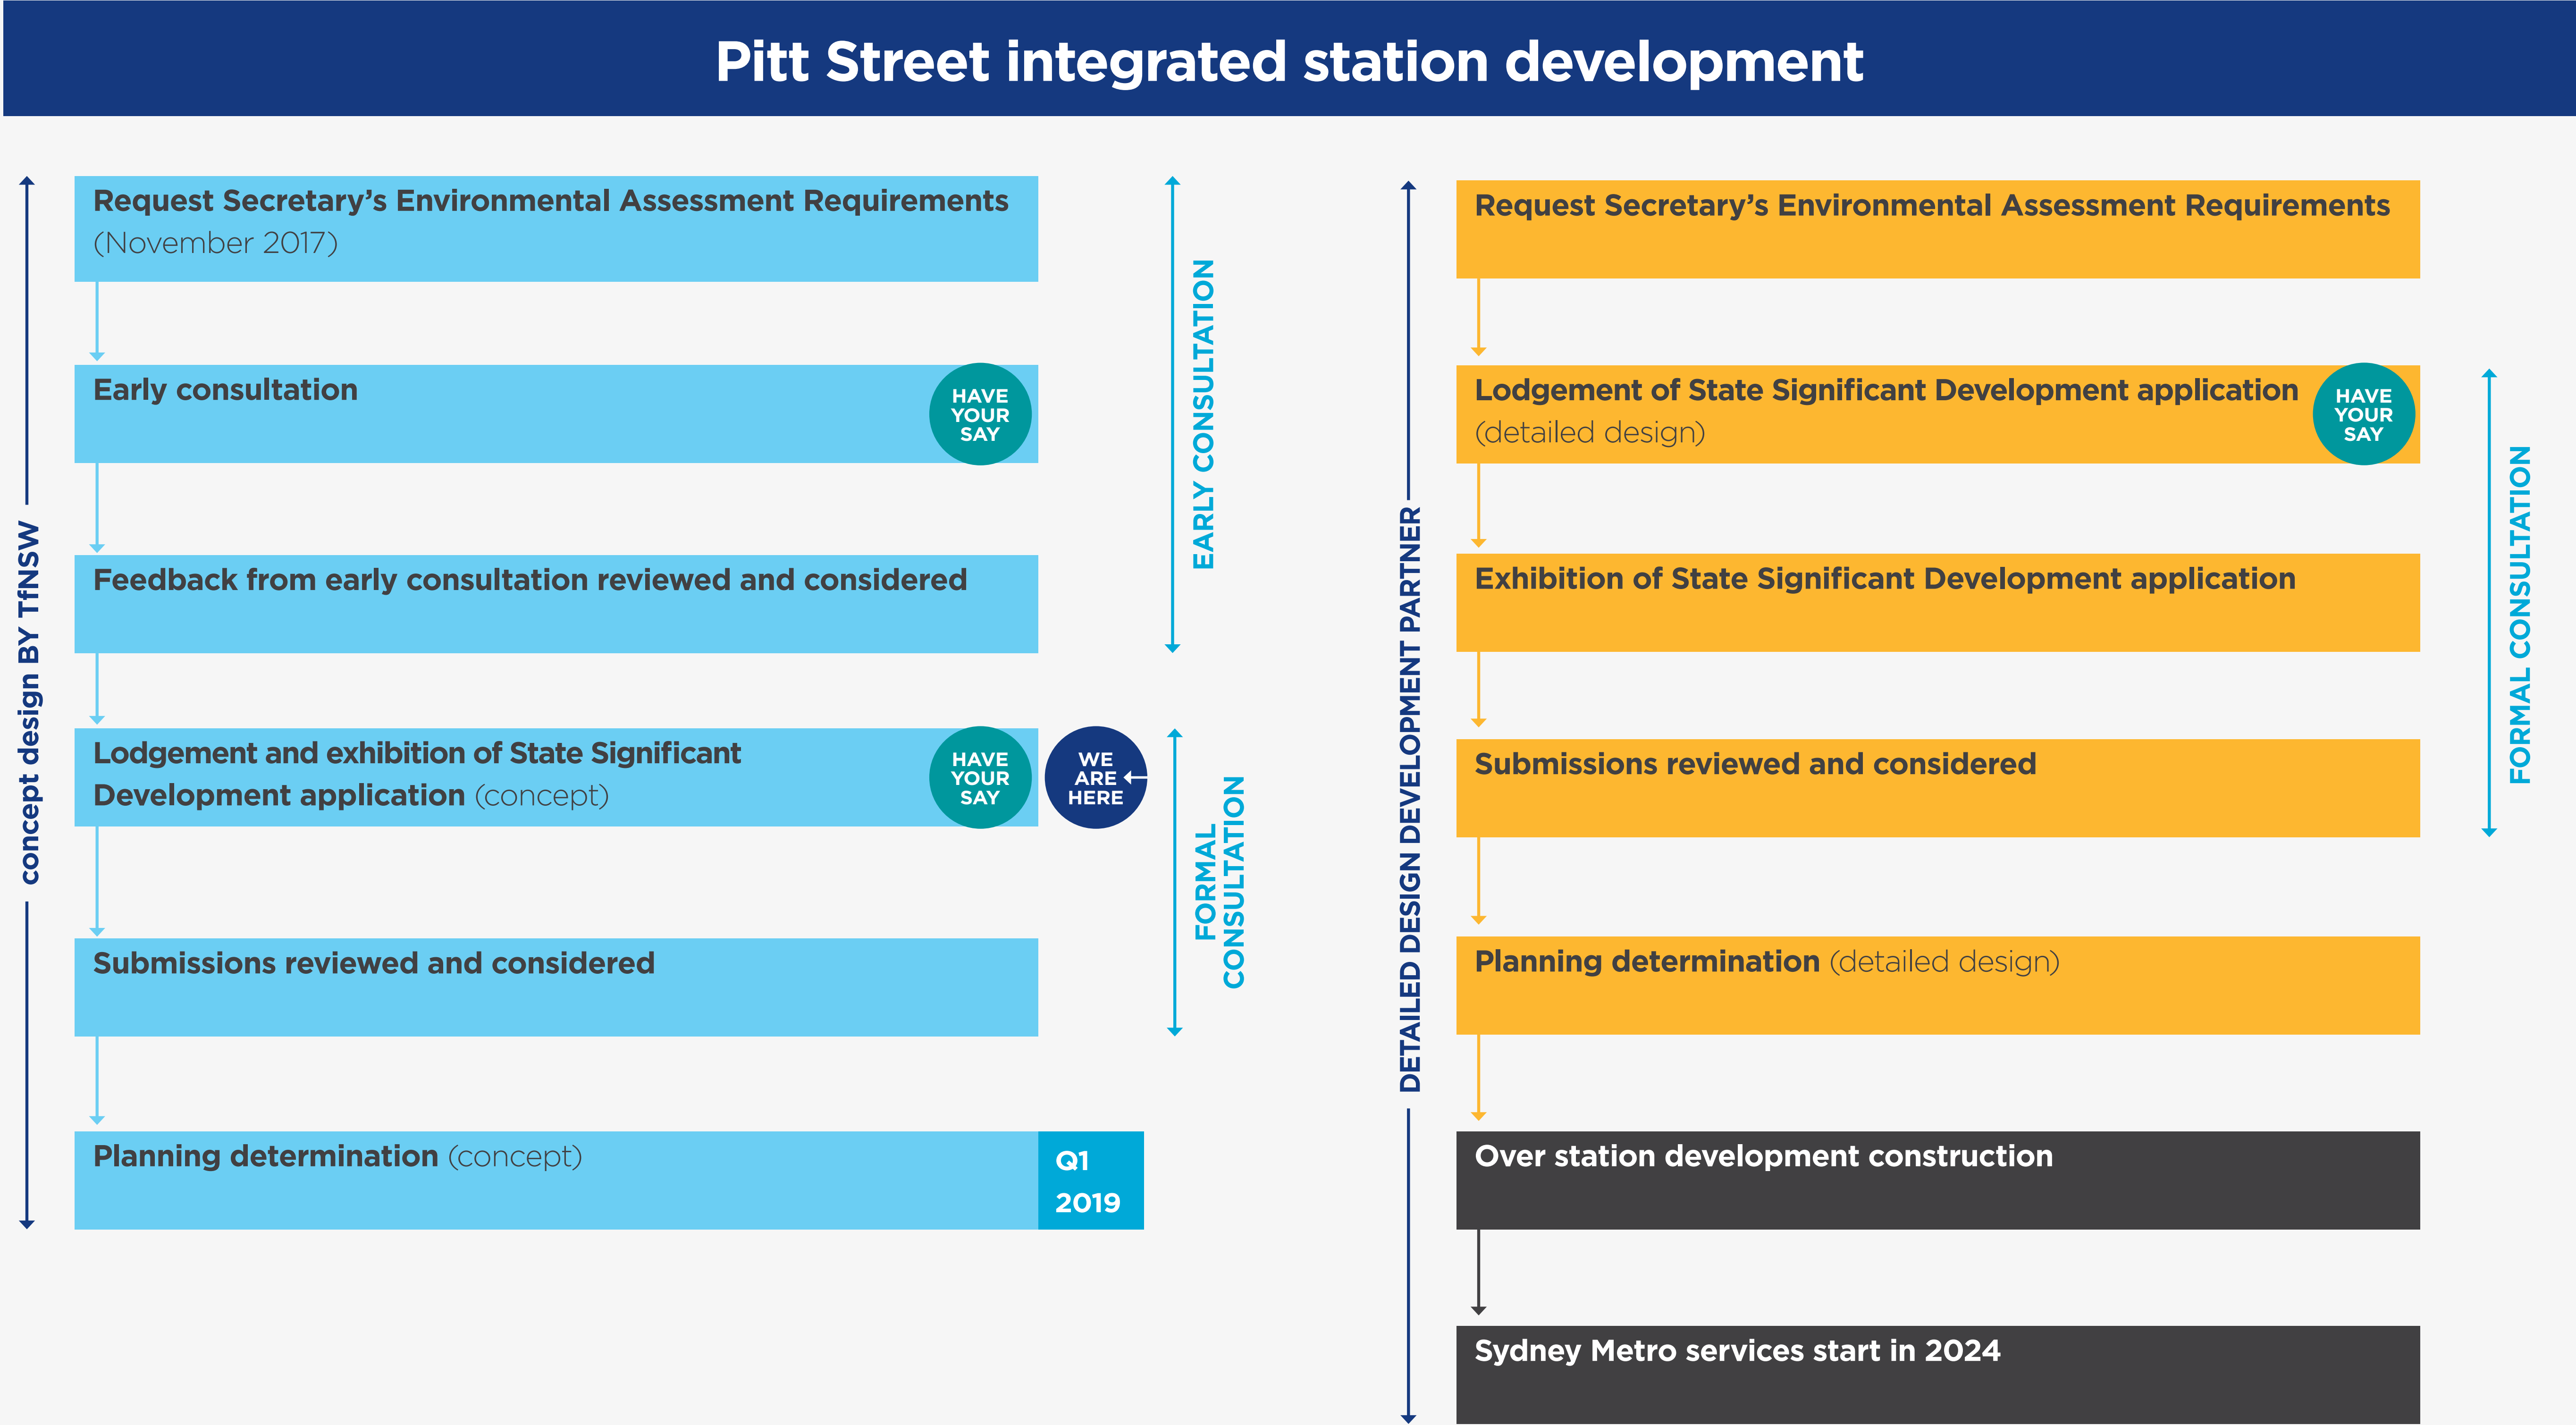 Pitt Street integrated station development
concept design BY TfNSW
Request Secretary’s Environmental Assessment Requirements
(November 2017)
Early consultation
HAVE
YOUR
SAY
Feedback from early consultation reviewed and considered
EARLY CONSULTATION
Lodgement and exhibition of State Significant
Development application (concept)
HAVE
YOUR
SAY
WE
ARE
HERE
Submissions reviewed and considered
FORMAL
CONSULTATION
Planning determination (concept)
Q1
2019
DETAILED DESIGN DEVELOPMENT PARTNER
Request Secretary’s Environmental Assessment Requirements
Lodgement of State Significant Development application
(detailed design)
HAVE
YOUR
SAY
Exhibition of State Significant Development application
Submissions reviewed and considered
FORMAL CONSULTATION
Planning determination (detailed design)
Over station development construction
Sydney Metro services start in 2024